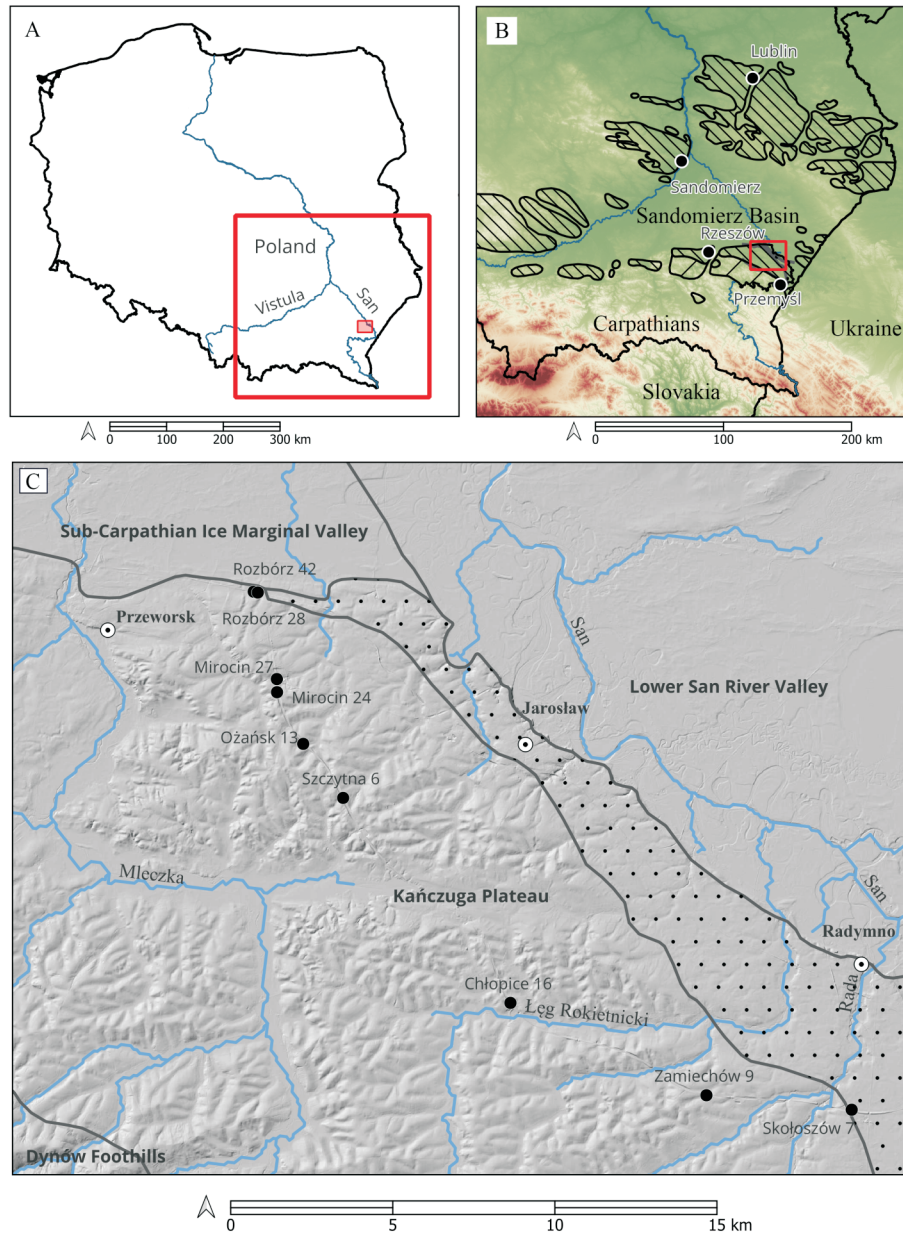 A
Poland
Vistula
San
0 100 200 300 km
B
Lublin
Sandomierz
Sandomierz Basin
Rzeszów
Przemyśl
Carpathians
Ukraine
Slovakia
0 100 200 km
C
Sub-Carpathian Ice Marginal Valley
Rozbórz 42
Przeworsk
Rozbórz 28
San
Mirocin 27
Lower San River Valley
Mirocin 24
Jarosław
Ożańsk 13
Szczytna 6
Mleczka
San
Kańczuga Plateau
Radymno
Chłopice 16
Rada
Łęg Rokietnicki
Zamiechów 9
Skołoszów 7
Dynów Foothills
0 5 10 15 km